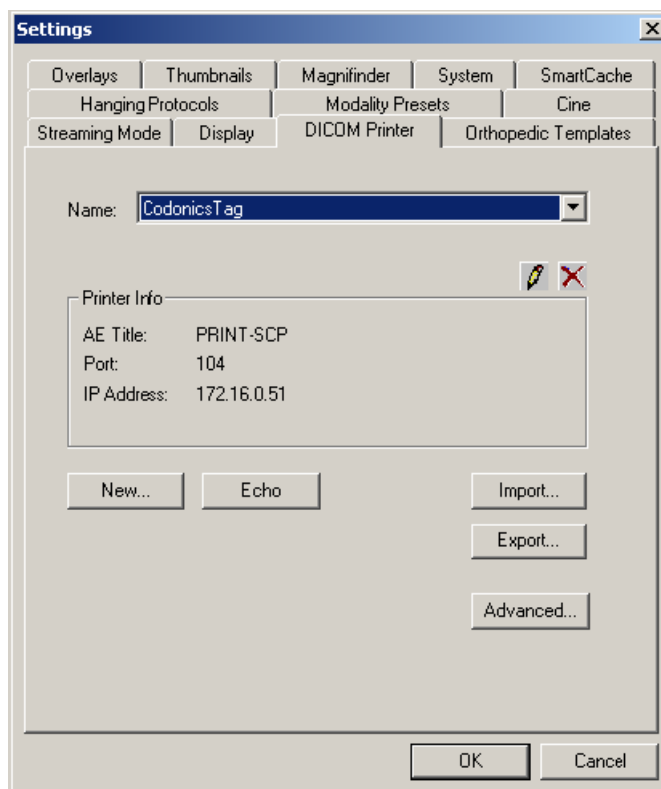 Settings
Overlays Thumbnails Magnifinder System SmartCache
Hanging Protocols Modality Presets Cine
Streaming Mode Display DICOM Printer Orthopedic Templates
Name: CodonicsTag
Printer Info
AE Title: PRINT-SCP
Port: 104
IP Address: 172.16.0.51
New... Echo Import...
Export...
Advanced...
OK Cancel